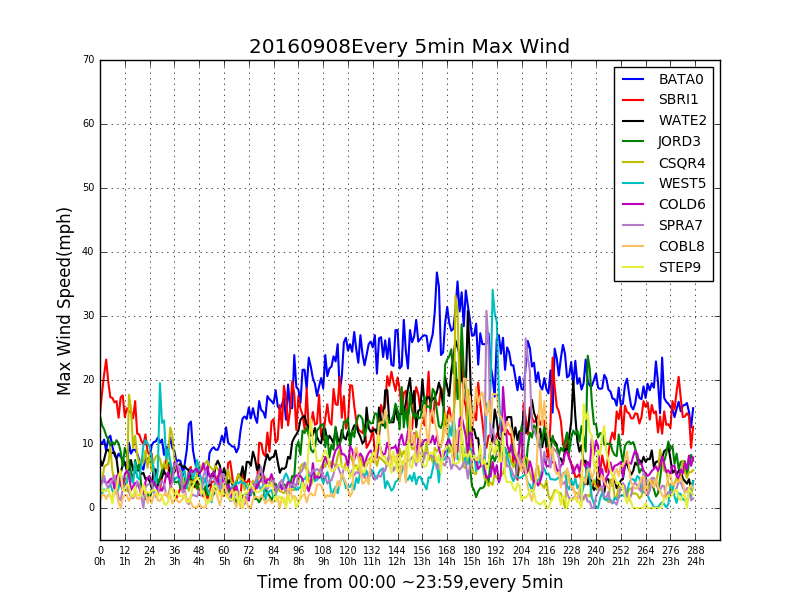 20160908Every 5min Max Wind
70
60
50
40
30
20
10
0
Max Wind Speed(mph)
BATA0
SBRI1
WATE2
JORD3
CSQR4
WEST5
COLD6
SPRA7
COBL8
STEP9
0 12 24 36 48 60 72 84 96 108 120 132 144 156 168 180 192 204 216 228 240 252 264 276 288
0h 1h 2h 3h 4h 5h 6h 7h 8h 9h 10h 11h 12h 13h 14h 15h 16h 17h 18h 19h 20h 21h 22h 23h 24h
Time from 00:00 ~23:59,every 5min